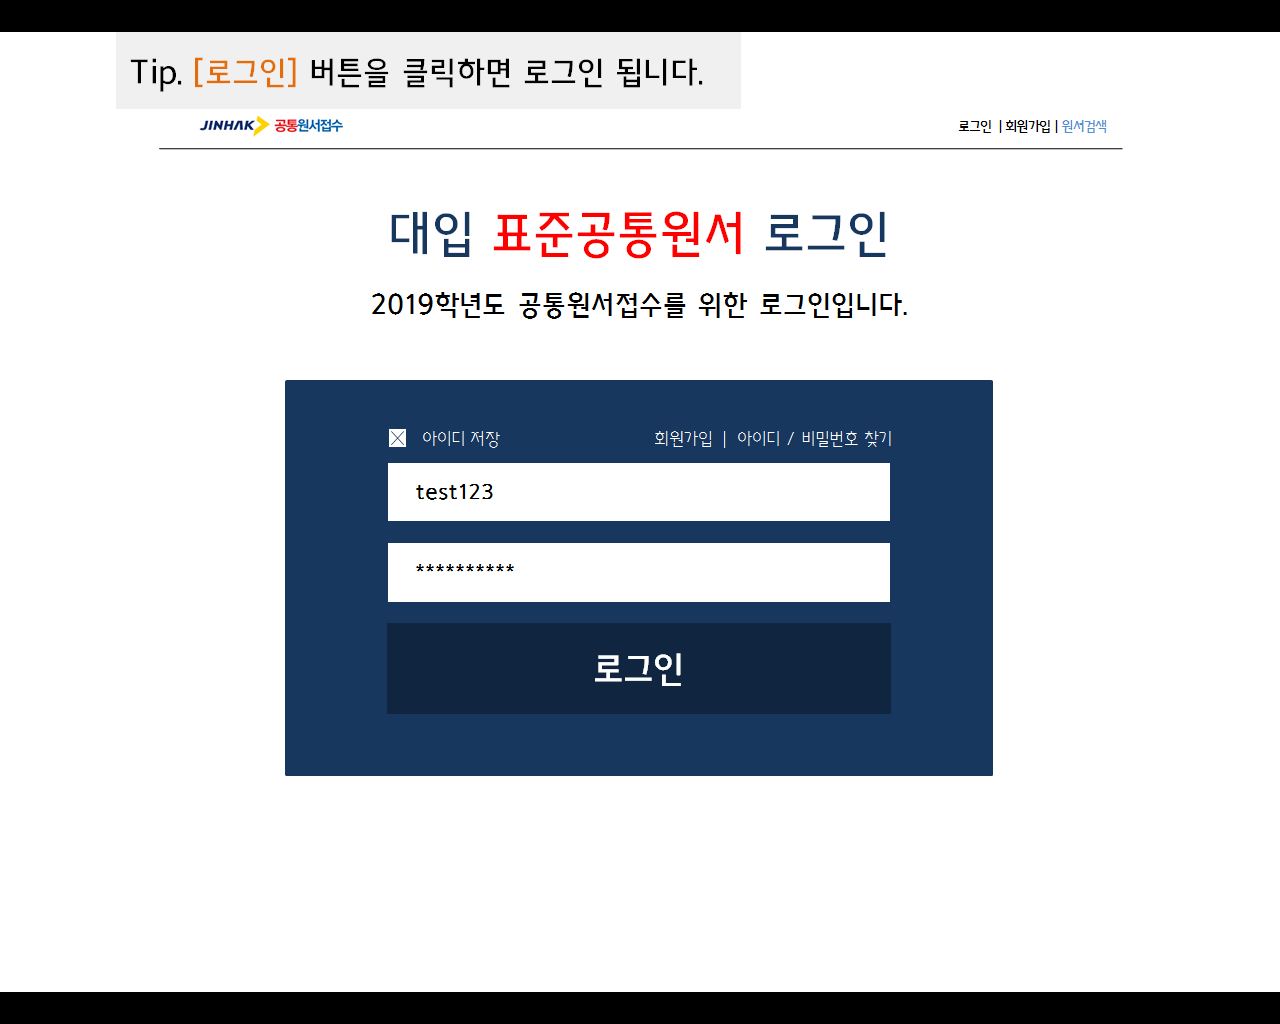 Tip. [로그인] 버튼을 클릭하면 로그인 됩니다.
JINHAK 공통원서접수
로그인 | 회원가입 | 원서검색
대입 표준공통원서 로그인
2019학년도 공통원서접수를 위한 로그인입니다.
아이디 저장 회원가입 | 아이디 / 비밀번호 찾기
test123
**********
로그인